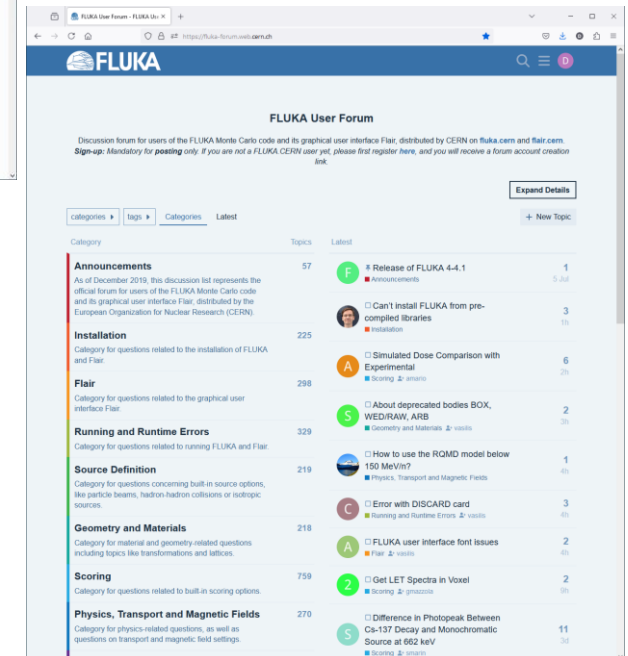 FLUKA User Forum - FLUKA Us
https://fluka-forum.web.cern.ch
FLUKA
D
FLUKA User Forum
Discussion forum for users of the FLUKA Monte Carlo code and its graphical user interface Flair, distributed by CERN on fluka.cern and flair.cern.
Sign-up: Mandatory for posting only. If you are not a FLUKA.CERN user yet, please first register here, and you will receive a forum account creation
link.
Expand Details
categories tags Categories Latest + New Topic
Category Topics Latest
Announcements 57
As of December 2019, this discussion list represents the
official forum for users of the FLUKA Monte Carlo code
and its graphical user interface Flair, distributed by the
European Organization for Nuclear Research (CERN).
Installation 225
Category for questions related to the installation of FLUKA
and Flair.
Flair 298
Category for questions related to the graphical user
interface Flair.
Running and Runtime Errors 329
Category for questions related to running FLUKA and Flair.
Source Definition 219
Category for questions concerning built-in source options,
like particle beams, hadron-hadron collisions or isotropic
sources.
Geometry and Materials 218
Category for material and geometry-related questions
including topics like transformations and lattices.
Scoring 759
Category for questions related to built-in scoring options.
Physics, Transport and Magnetic Fields 270
Category for physics-related questions, as well as
questions on transport and magnetic field settings.
F Release of FLUKA 4-4.1 1
Announcements 5 Jul
Can't install FLUKA from pre-
compiled libraries 3
Installation 1h
A Simulated Dose Comparison with
Experimental 6
Scoring amario 2h
S About deprecated bodies BOX,
WED/RAW, ARB 2
Geometry and Materials vasilis 3h
How to use the RQMD model below
150 MeV/n? 1
Physics, Transport and Magnetic Fields 4h
C Error with DISCARD card 3
Running and Runtime Errors vasilis 4h
A FLUKA user interface font issues 2
Flair vasilis 4h
2 Get LET Spectra in Voxel 2
Scoring gmazzola 9h
S Difference in Photopeak Between
Cs-137 Decay and Monochromatic
Source at 662 keV 11
Scoring smarin 3d